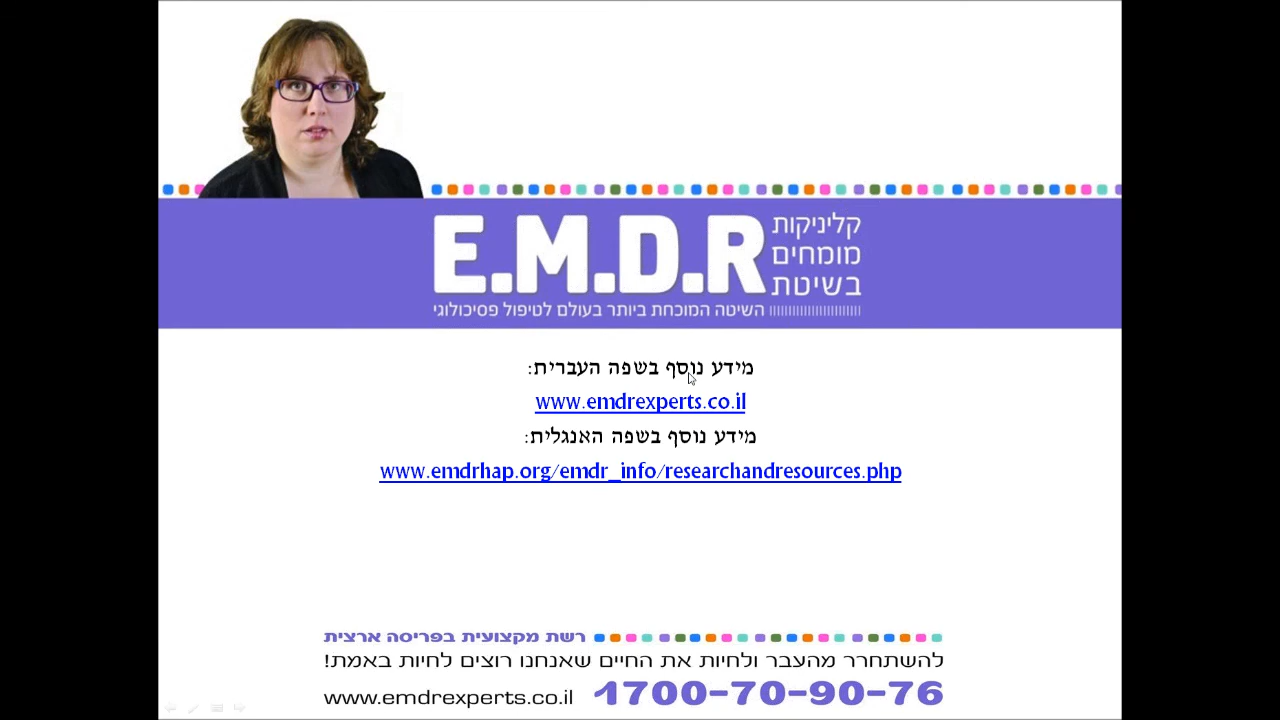 E.M.D.R
קליניקות
מומחים
בשיטת
השיטה המוכחת ביותר בעולם לטיפול פסיכולוגי
מידע נוסף בשפה העברית:
www.emdrexperts.co.il
מידע נוסף בשפה האנגלית:
www.emdrhap.org/emdr_info/researchandresources.php
רשת מקצועית בפריסה ארצית
להשתחרר מהעבר ולחיות את החיים שאנחנו רוצים לחיות באמת!
www.emdrexperts.co.il 1700-70-90-76